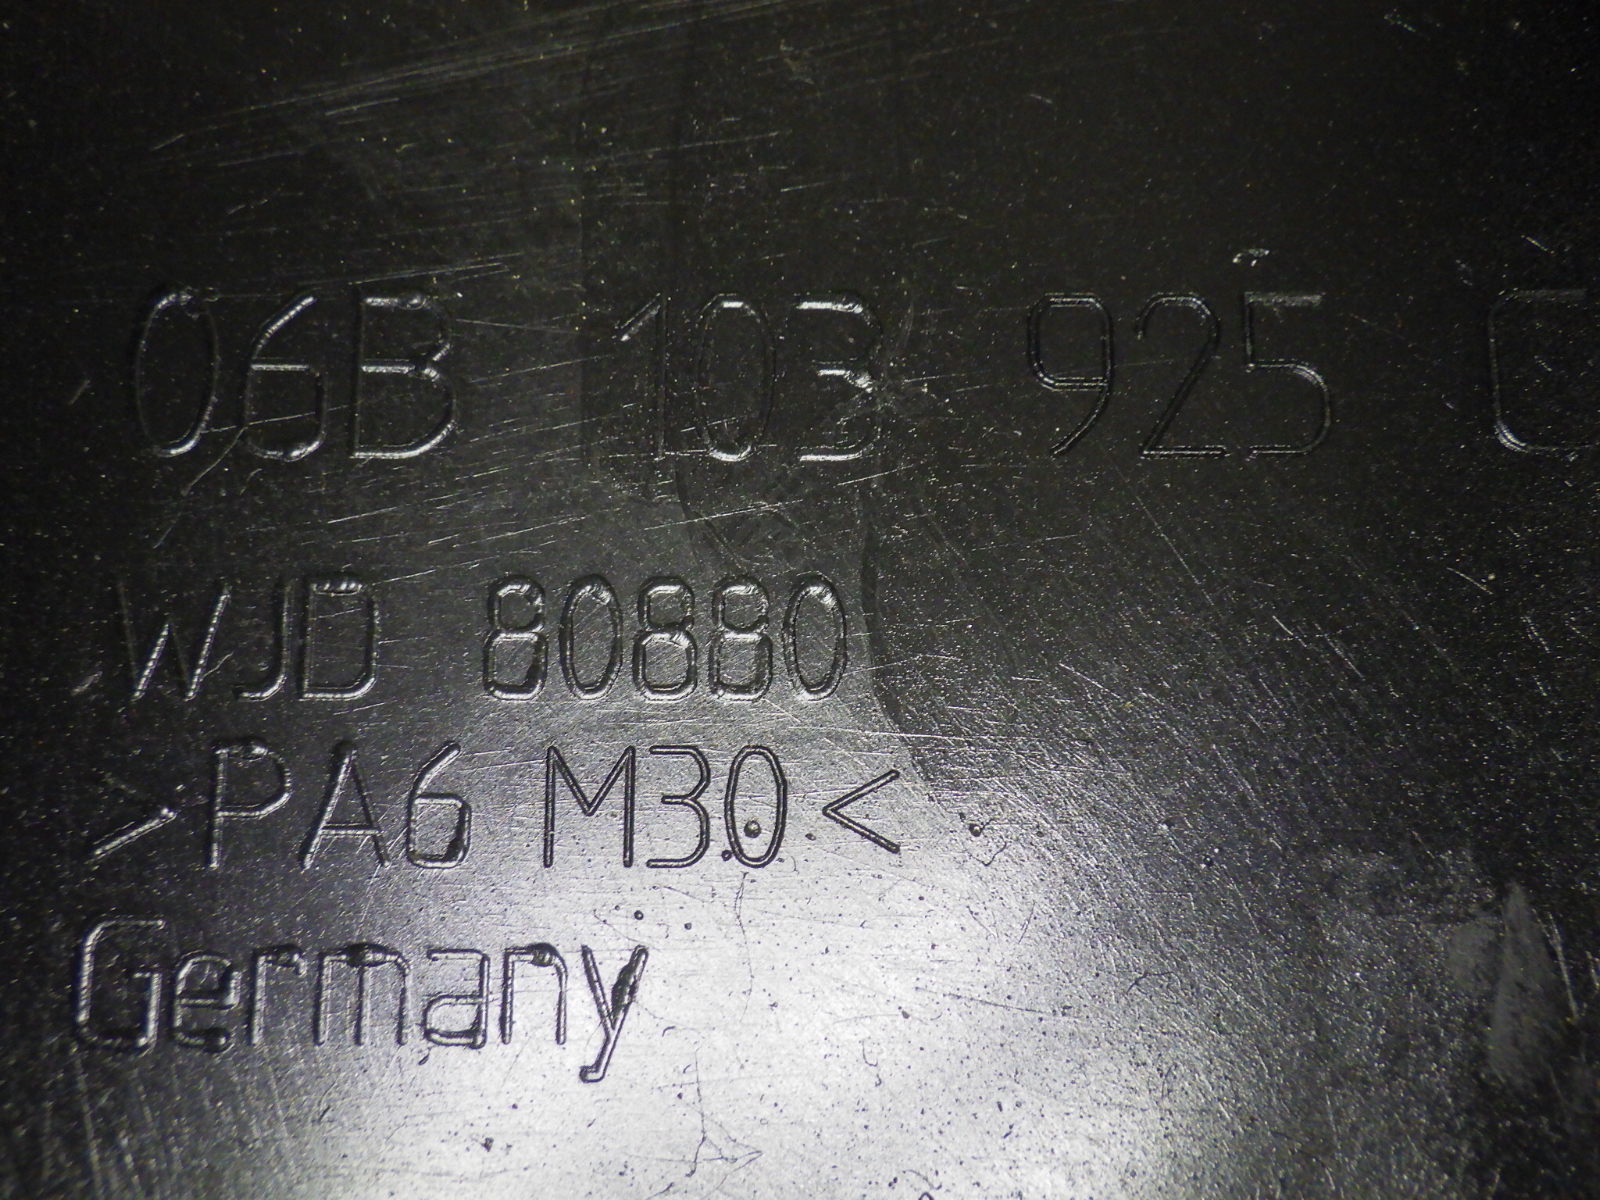 06B 103 925
WJD 80880
>PA6 M30<
Germany